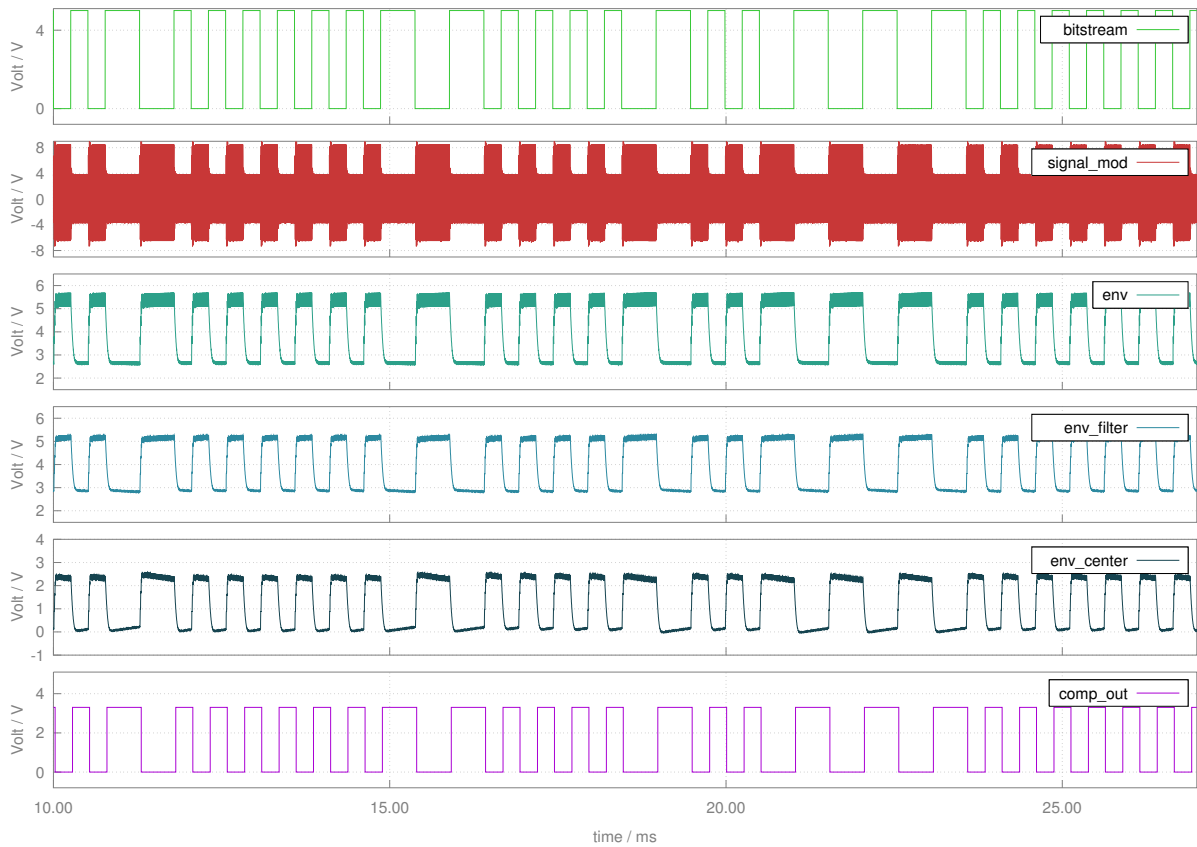 bitstream
4
0
Volt / V
signal_mod
8
4
0
-4
-8
Volt / V
env
6
5
4
3
2
Volt / V
env_filter
6
5
4
3
2
Volt / V
env_center
4
3
2
1
0
-1
Volt / V
comp_out
4
2
0
Volt / V
10.00 15.00 20.00 25.00
time / ms